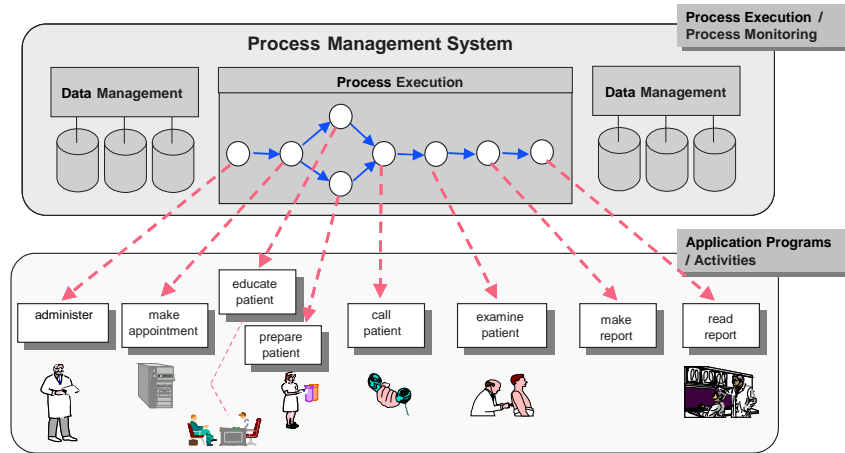 Process Execution /
Process Monitoring
Process Management System
Data Management
Process Execution
Data Management
Application Programs
/ Activities
administer
make
appointment
educate
patient
prepare
patient
call
patient
examine
patient
make
report
read
report